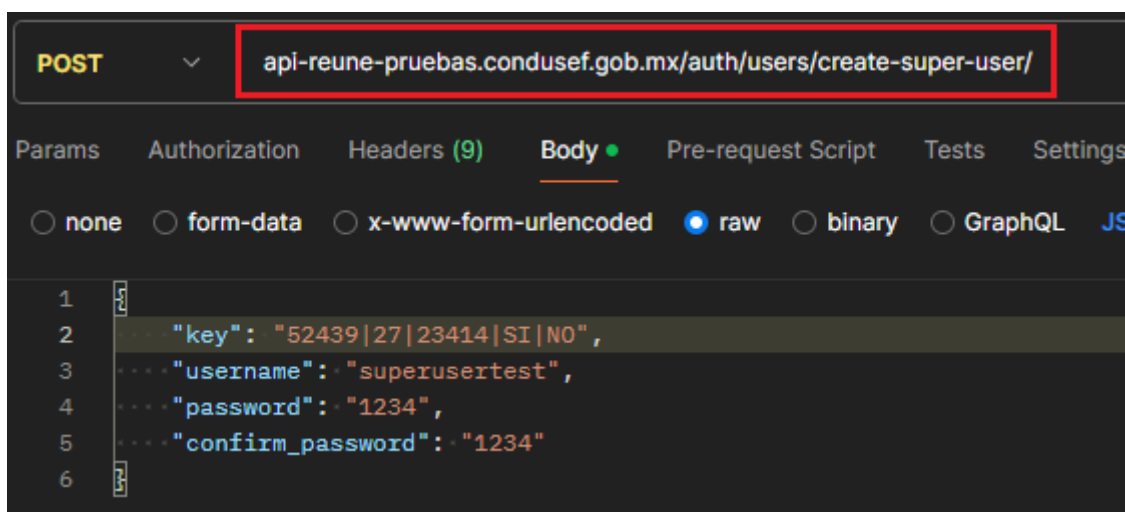 POST api-reune-pruebas.condusef.gob.mx/auth/users/create-super-user/
Params Authorization Headers (9) Body Pre-request Script Tests Settings
none form-data x-www-form-urlencoded raw binary GraphQL JS
1 {
2 "key": "52439|27|23414|SI|NO",
3 "username": "superusertest",
4 "password": "1234",
5 "confirm_password": "1234"
6 }